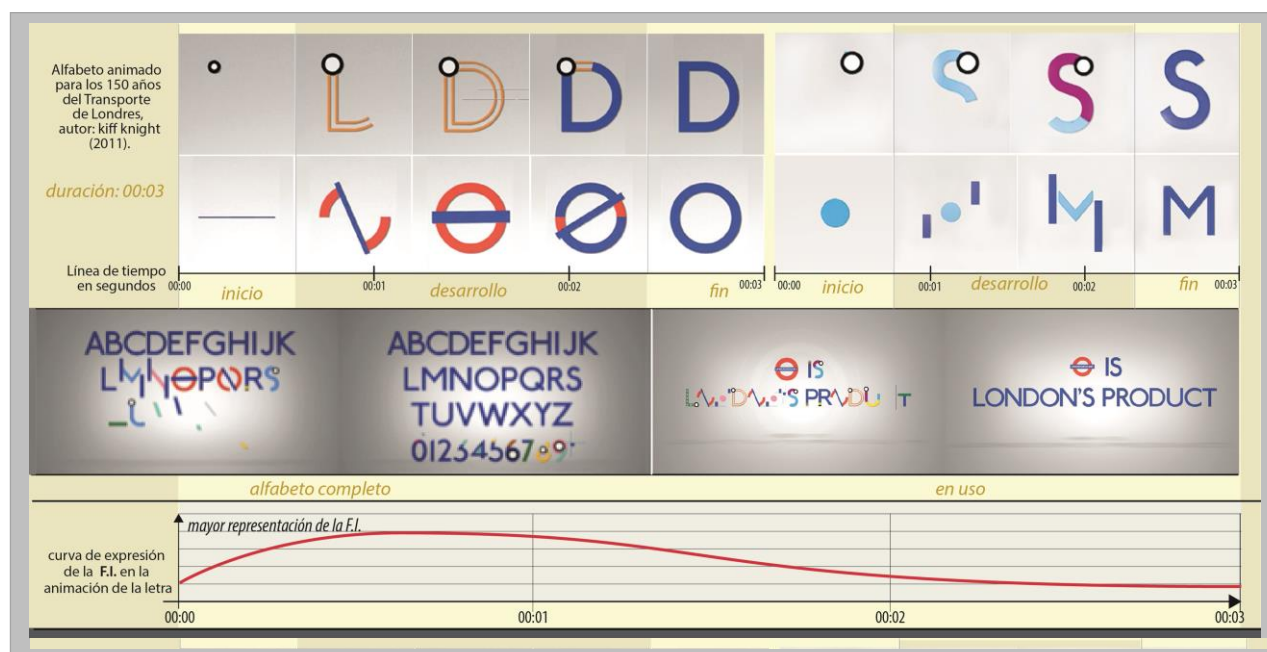 Alfabeto animado
para los 150 años
del Transporte
de Londres,
autor: kiff knight
(2011).
duración: 00:03
L D D D
S S S
O
M M
Línea de tiempo
en segundos
00:00 00:01 00:02 00:03
inicio desarrollo fin
00:00 00:01 00:02 00:03
inicio desarrollo fin
ABCDEFGHIJK
ABCDEFGHIJK
LMNOPQRS
TUVWXYZ
0123456789
IS
IS
LONDON'S PRODUCT
alfabeto completo
en uso
mayor representación de la F.I.
curva de expresión
de la F.I. en la
animación de la letra
00:00 00:01 00:02 00:03